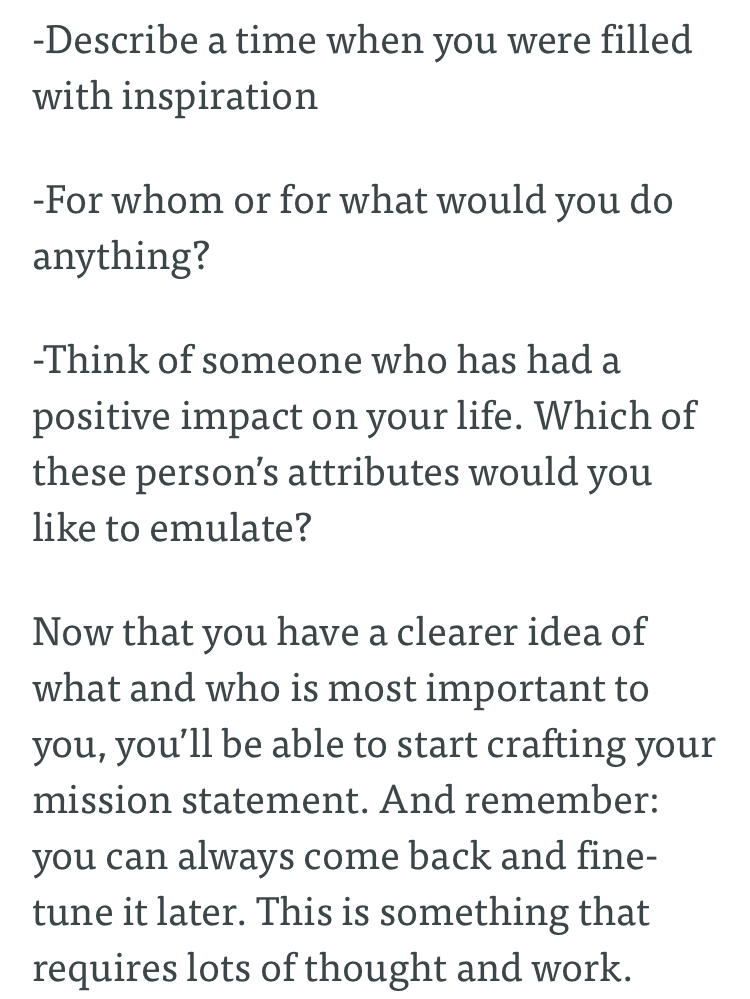 -Describe a time when you were filled
with inspiration
-For whom or for what would you do
anything?
-Think of someone who has had a
positive impact on your life. Which of
these person’s attributes would you
like to emulate?
Now that you have a clearer idea of
what and who is most important to
you, you’ll be able to start crafting your
mission statement. And remember:
you can always come back and fine-
tune it later. This is something that
requires lots of thought and work.